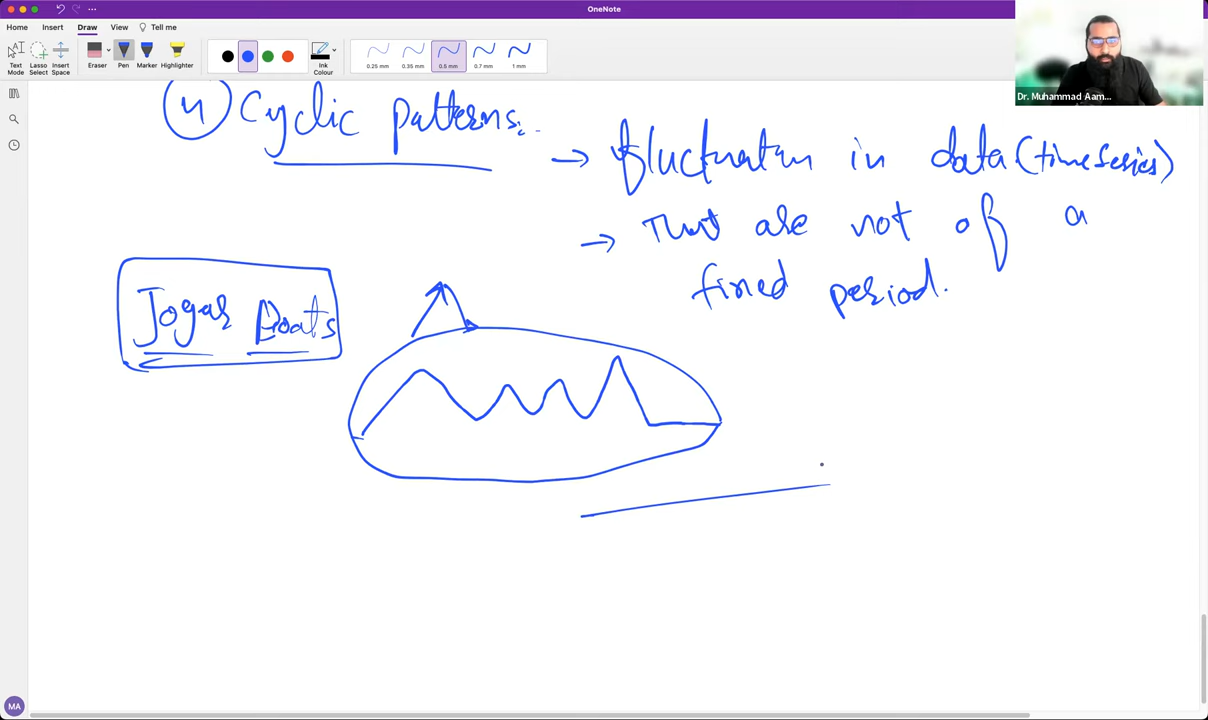 OneNote
Home Insert Draw View Tell me
Text Mode
Lasso Select
Insert Space
Eraser
Pen
Marker
Highlighter
Ink Colour
0.25 mm
0.35 mm
0.5 mm
0.7 mm
1 mm
Dr. Muhammad Aam...
4 Cyclic patterns:
→ fluctuation in data (time series)
→ That are not of a
fixed period.
Jogar Boats
MA